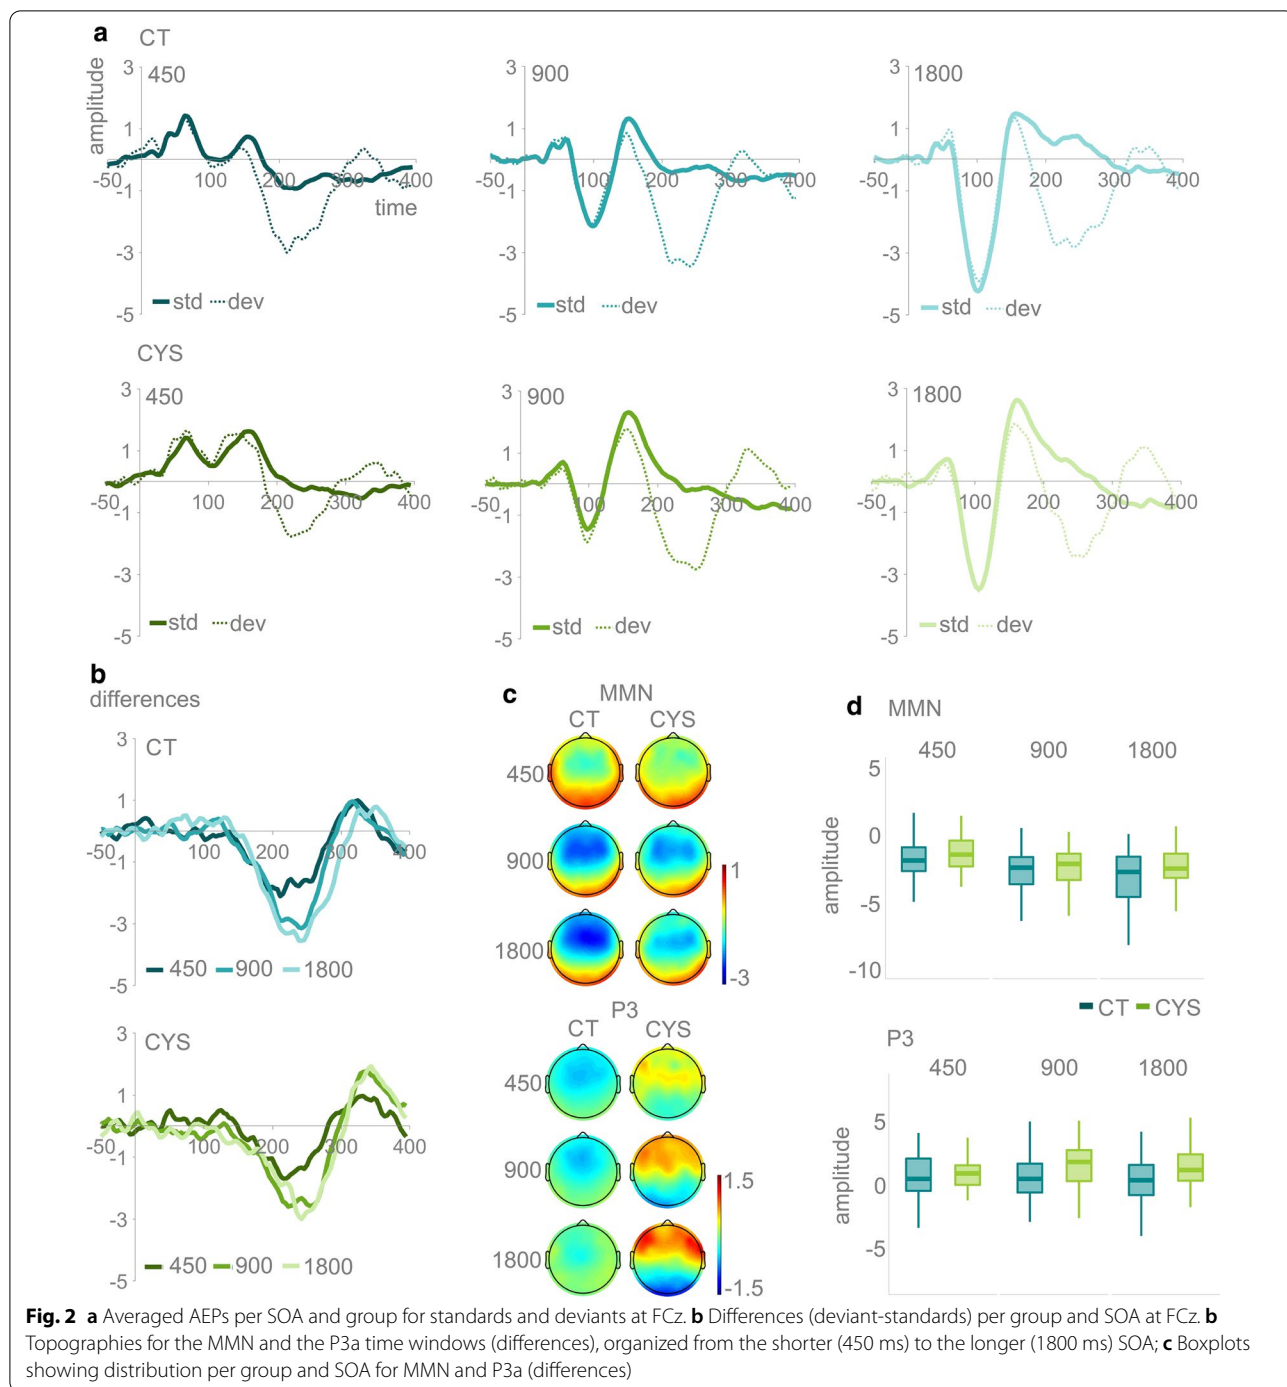 a
CT
amplitude
3
450
1
-1
-3
-5
-50 100 200 300 400
time
std dev
3
900
1
-1
-3
-5
-50 100 200 300 400
std dev
3
1800
1
-1
-3
-5
-50 100 200 300 400
std dev
CYS
3
450
1
-1
-3
-5
-50 100 200 300 400
std dev
3
900
1
-1
-3
-5
-50 100 200 300 400
std dev
3
1800
1
-1
-3
-5
-50 100 200 300 400
std dev
b
differences
3
CT
1
-1
-3
-5
-50 100 200 300 400
450 900 1800
3
CYS
1
-1
-3
-5
-50 100 200 300 400
450 900 1800
c
MMN
CT CYS
450
900
1800
1
-3
P3
CT CYS
450
900
1800
1.5
-1.5
d
MMN
450 900 1800
amplitude
5
0
-5
-10
CT CYS
P3
450 900 1800
amplitude
5
0
-5
Fig. 2 a Averaged AEPs per SOA and group for standards and deviants at FCz. b Differences (deviant-standards) per group and SOA at FCz. b
Topographies for the MMN and the P3a time windows (differences), organized from the shorter (450 ms) to the longer (1800 ms) SOA; c Boxplots
showing distribution per group and SOA for MMN and P3a (differences)